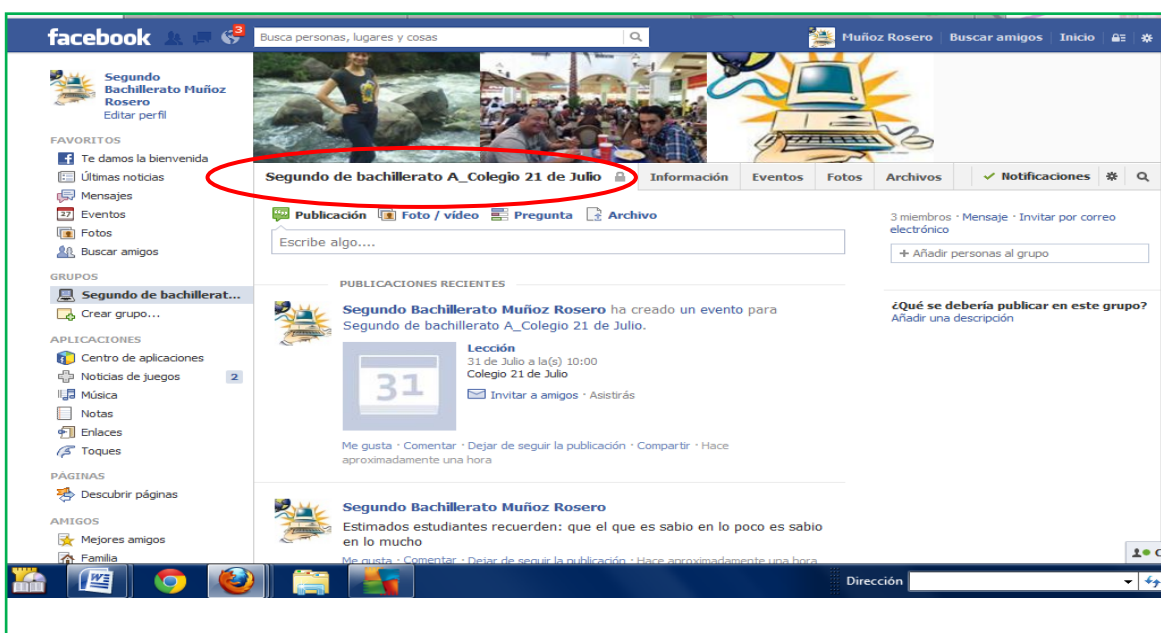 facebook 3 Busca personas, lugares y cosas Muñoz Rosero Buscar amigos Inicio
Segundo
Bachillerato Muñoz
Rosero
Editar perfil
FAVORITOS
Te damos la bienvenida
Últimas noticias
Mensajes
27 Eventos
Fotos
Buscar amigos
GRUPOS
Segundo de bachillerat...
Crear grupo...
APLICACIONES
Centro de aplicaciones
Noticias de juegos 2
Música
Notas
Enlaces
Toques
PÁGINAS
Descubrir páginas
AMIGOS
Mejores amigos
Familia
Segundo de bachillerato A_Colegio 21 de Julio Información Eventos Fotos Archivos ✓ Notificaciones
Publicación Foto / vídeo Pregunta Archivo
Escribe algo....
PUBLICACIONES RECIENTES
Segundo Bachillerato Muñoz Rosero ha creado un evento para
Segundo de bachillerato A_Colegio 21 de Julio.
31
Lección
31 de Julio a la(s) 10:00
Colegio 21 de Julio
Invitar a amigos · Asistirás
Me gusta · Comentar · Dejar de seguir la publicación · Compartir · Hace
aproximadamente una hora
Segundo Bachillerato Muñoz Rosero
Estimados estudiantes recuerden: que el que es sabio en lo poco es sabio
en lo mucho
Me gusta · Comentar · Dejar de seguir la publicación · Hace aproximadamente una hora
3 miembros · Mensaje · Invitar por correo
electrónico
+ Añadir personas al grupo
¿Qué se debería publicar en este grupo?
Añadir una descripción
Dirección